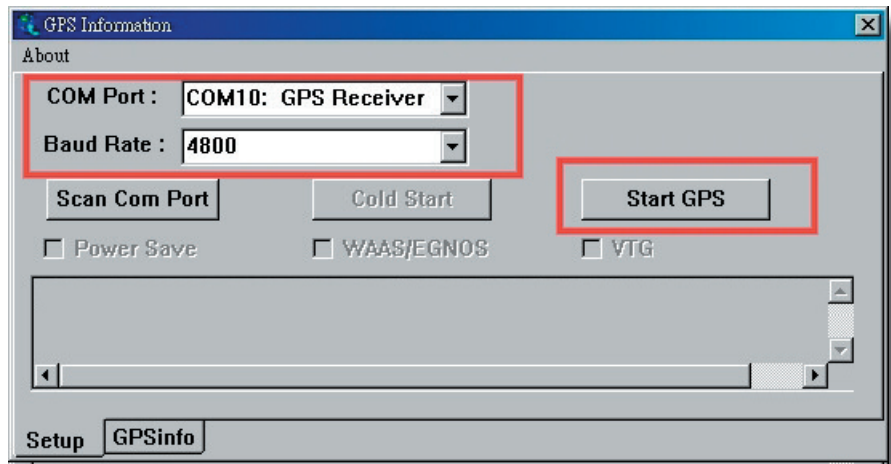 GPS Information
About
COM Port :
COM10: GPS Receiver
Baud Rate :
4800
Scan Com Port
Cold Start
Start GPS
Power Save
WAAS/EGNOS
VTG
Setup
GPSinfo